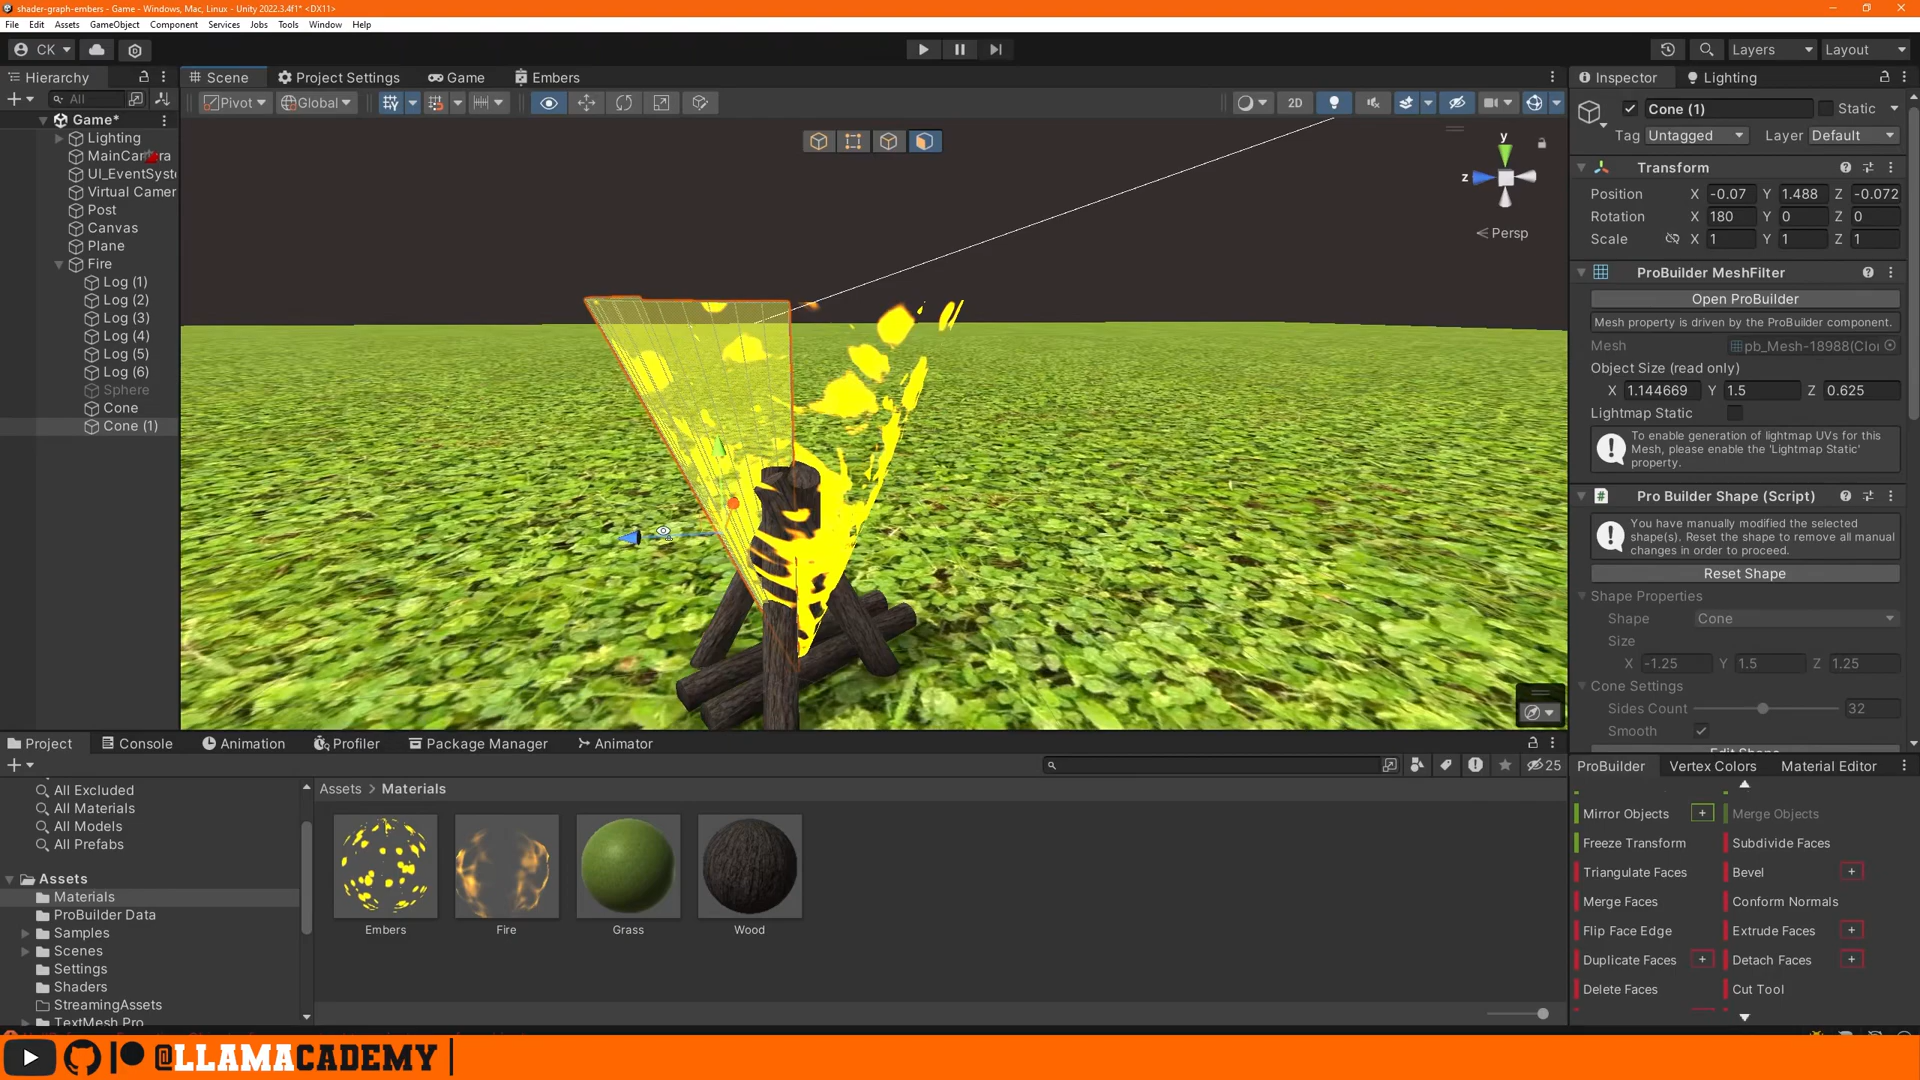 shader-graph-embers - Game - Windows, Mac, Linux - Unity 2022.3.4f1* <DX11>
File Edit Assets GameObject Component Services Jobs Tools Window Help
CK Layers Layout
Hierarchy Scene Project Settings Game Embers Inspector Lighting
All Pivot Global 2D
Game*
Lighting
MainCamera
UI_EventSyst
Virtual Camer
Post
Canvas
Plane
Fire
Log (1)
Log (2)
Log (3)
Log (4)
Log (5)
Log (6)
Sphere
Cone
Cone (1)
y
z
Persp
Cone (1) Static
Tag Untagged Layer Default
Transform
Position X -0.07 Y 1.488 Z -0.072
Rotation X 180 Y 0 Z 0
Scale X 1 Y 1 Z 1
ProBuilder MeshFilter
Open ProBuilder
Mesh property is driven by the ProBuilder component.
Mesh pb_Mesh-18988(Clo
Object Size (read only)
X 1.144669 Y 1.5 Z 0.625
Lightmap Static
To enable generation of lightmap UVs for this
Mesh, please enable the 'Lightmap Static'
property.
Pro Builder Shape (Script)
You have manually modified the selected
shape(s). Reset the shape to remove all manual
changes in order to proceed.
Reset Shape
Shape Properties
Shape Cone
Size
X -1.25 Y 1.5 Z 1.25
Cone Settings
Sides Count 32
Smooth
Edit Shape
Project Console Animation Profiler Package Manager Animator
25
All Excluded
All Materials
All Models
All Prefabs
Assets
Materials
ProBuilder Data
Samples
Scenes
Settings
Shaders
StreamingAssets
TextMesh Pro
Assets > Materials
Embers Fire Grass Wood
ProBuilder Vertex Colors Material Editor
Mirror Objects + Merge Objects
Freeze Transform Subdivide Faces
Triangulate Faces Bevel +
Merge Faces Conform Normals
Flip Face Edge Extrude Faces +
Duplicate Faces + Detach Faces +
Delete Faces Cut Tool
@LLAMACADEMY